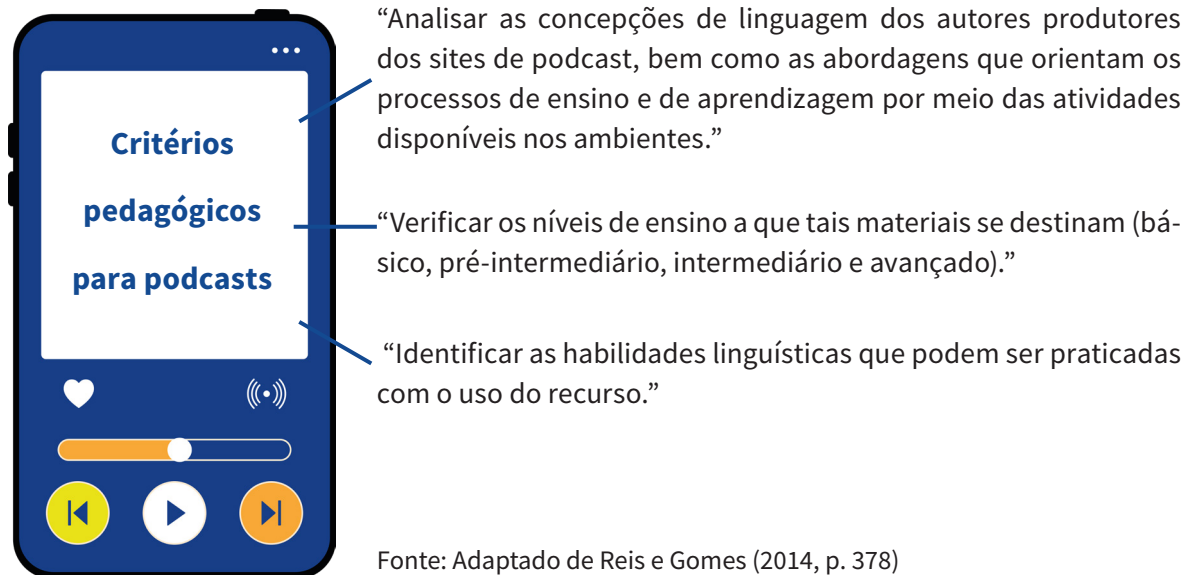 Critérios
pedagógicos
para podcasts
“Analisar as concepções de linguagem dos autores produtores
dos sites de podcast, bem como as abordagens que orientam os
processos de ensino e de aprendizagem por meio das atividades
disponíveis nos ambientes.”
“Verificar os níveis de ensino a que tais materiais se destinam (bá-
sico, pré-intermediário, intermediário e avançado).”
“Identificar as habilidades linguísticas que podem ser praticadas
com o uso do recurso.”
Fonte: Adaptado de Reis e Gomes (2014, p. 378)